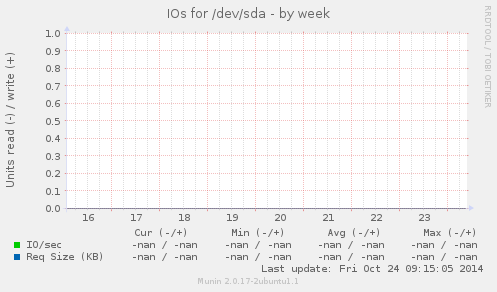 IOs for /dev/sda - by week
RRDTOOL / TOBI OETIKER
Units read (-) / write (+)
1.0
0.9
0.8
0.7
0.6
0.5
0.4
0.3
0.2
0.1
0.0
16 17 18 19 20 21 22 23
Cur (-/+) Min (-/+) Avg (-/+) Max (-/+)
IO/sec -nan / -nan -nan / -nan -nan / -nan -nan / -nan
Req Size (KB) -nan / -nan -nan / -nan -nan / -nan -nan / -nan
Last update: Fri Oct 24 09:15:05 2014
Munin 2.0.17-2ubuntu1.1